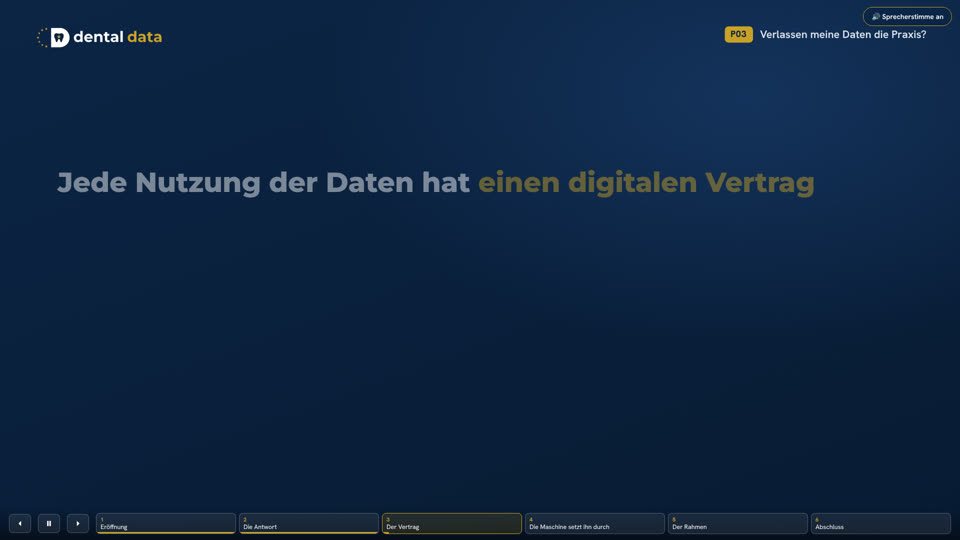 🔊 Sprecherstimme an
dental data
P03 Verlassen meine Daten die Praxis?
Jede Nutzung der Daten hat einen digitalen Vertrag
1
Eröffnung
2
Die Antwort
3
Der Vertrag
4
Die Maschine setzt ihn durch
5
Der Rahmen
6
Abschluss